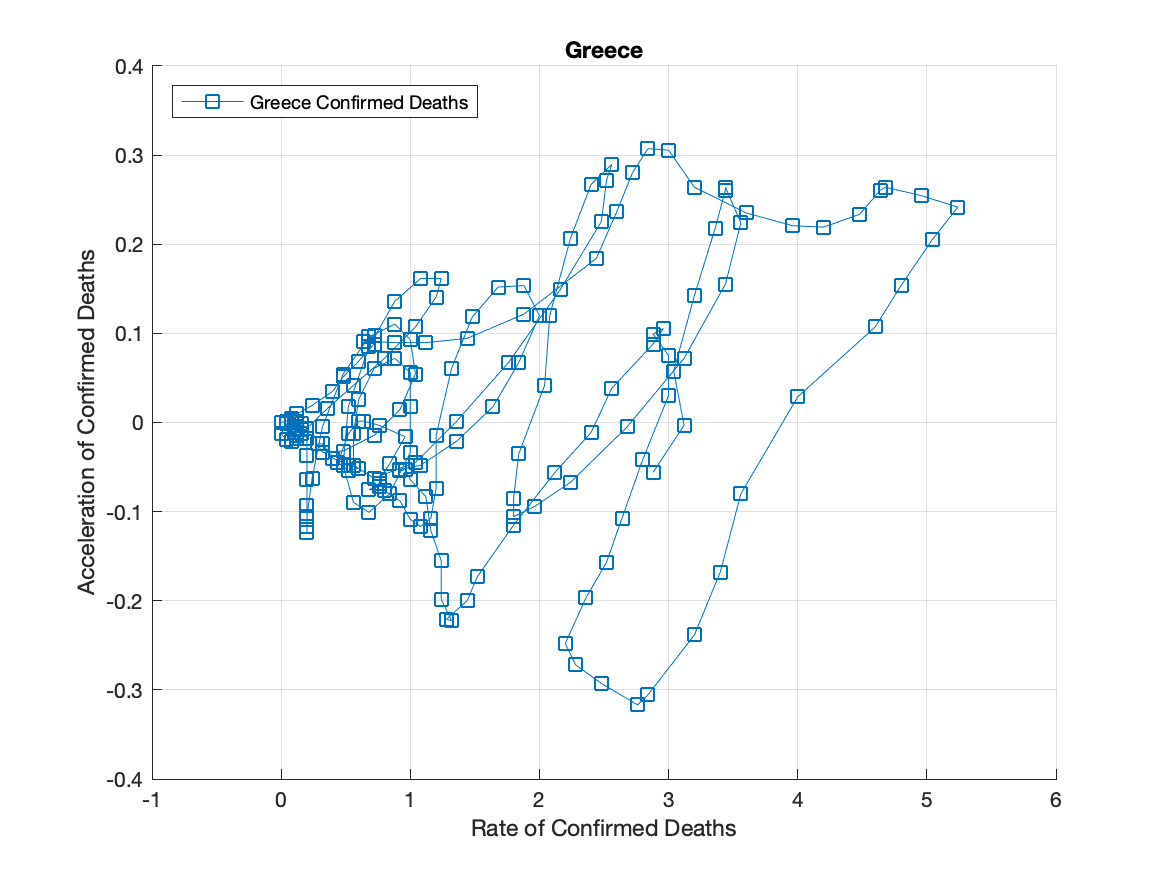 Greece
0.4
Greece Confirmed Deaths
0.3
0.2
0.1
0
-0.1
-0.2
-0.3
-0.4
Acceleration of Confirmed Deaths
-1 0 1 2 3 4 5 6
Rate of Confirmed Deaths